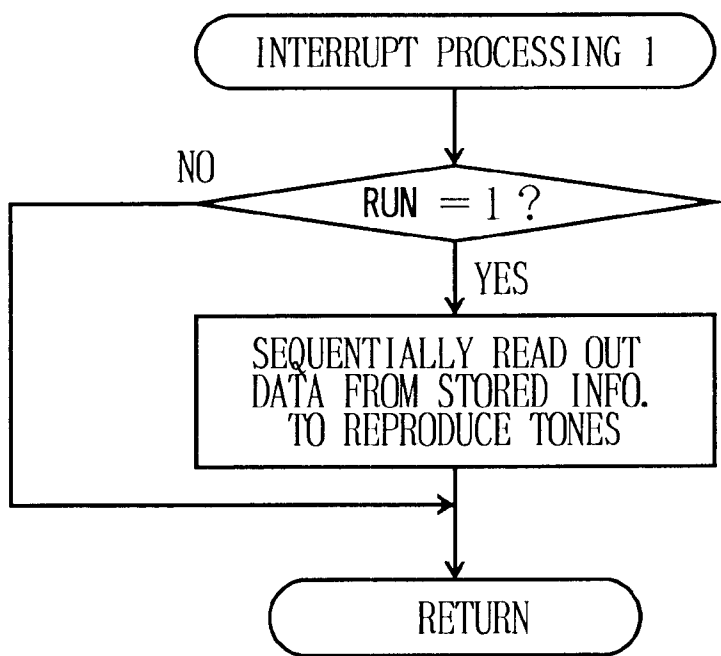 INTERRUPT PROCESSING 1
NO
RUN = 1 ?
YES
SEQUENTIALLY READ OUT
DATA FROM STORED INFO.
TO REPRODUCE TONES
RETURN